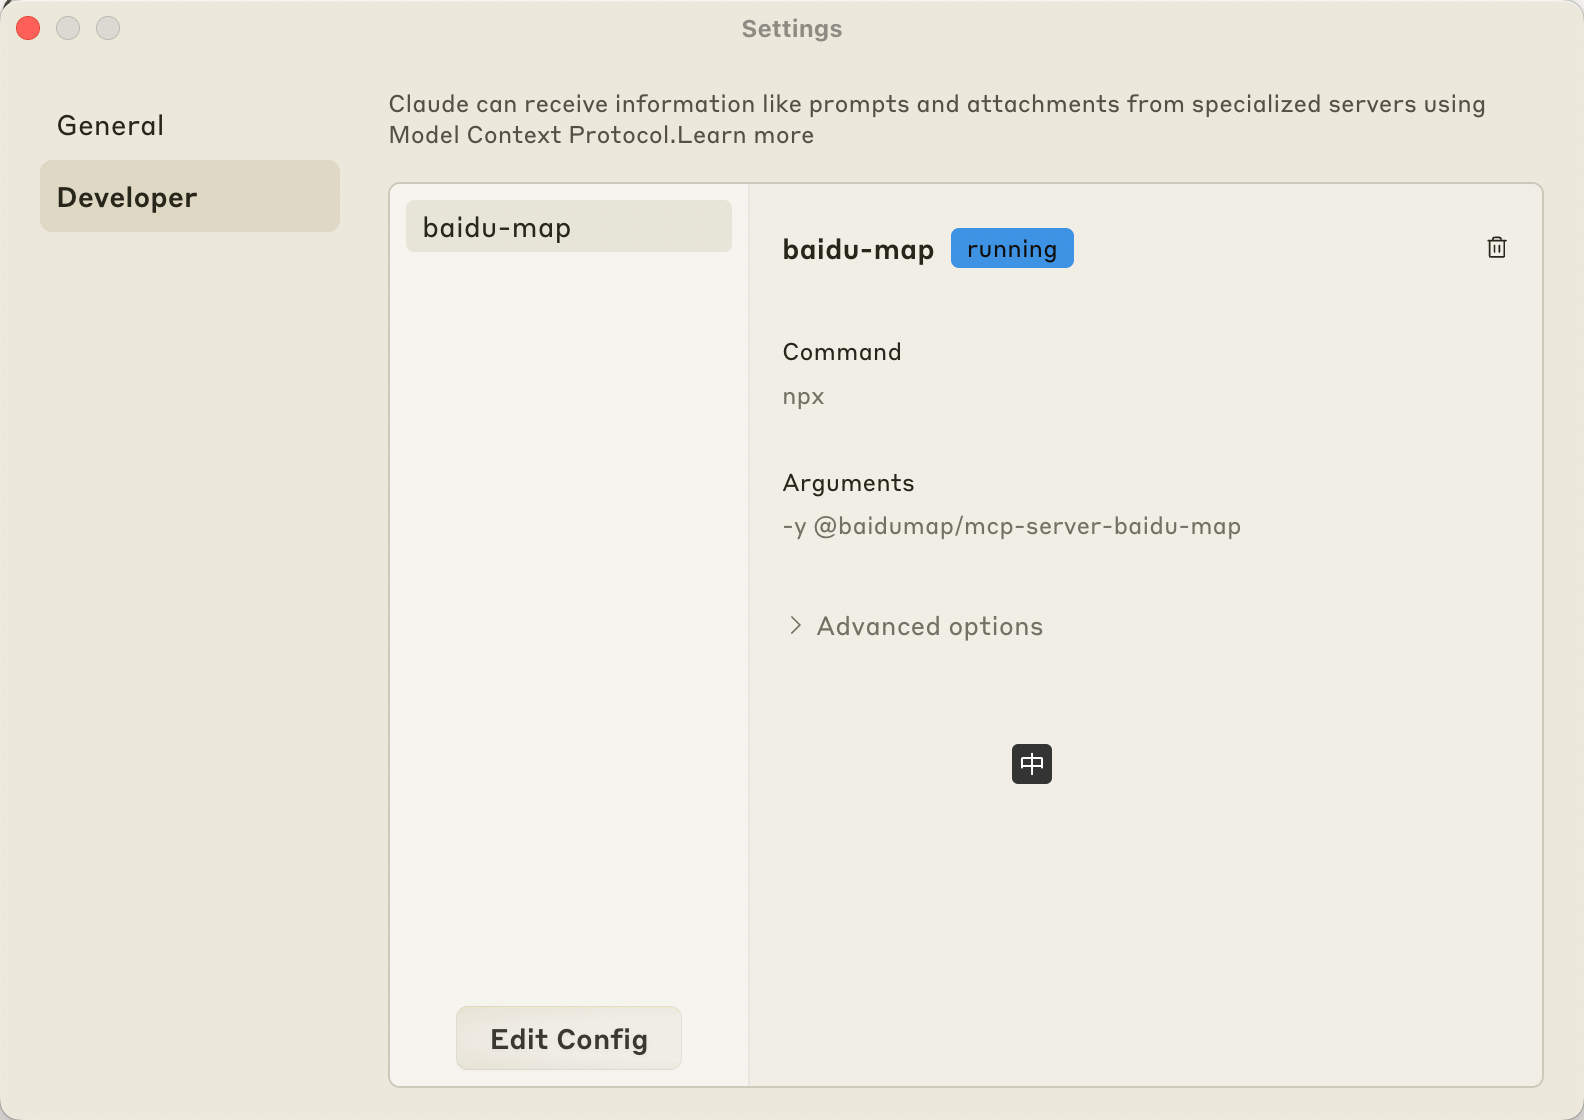 Settings
General
Developer
Claude can receive information like prompts and attachments from specialized servers using
Model Context Protocol.Learn more
baidu-map
baidu-map running
Command
npx
Arguments
-y @baidumap/mcp-server-baidu-map
Advanced options
中
Edit Config